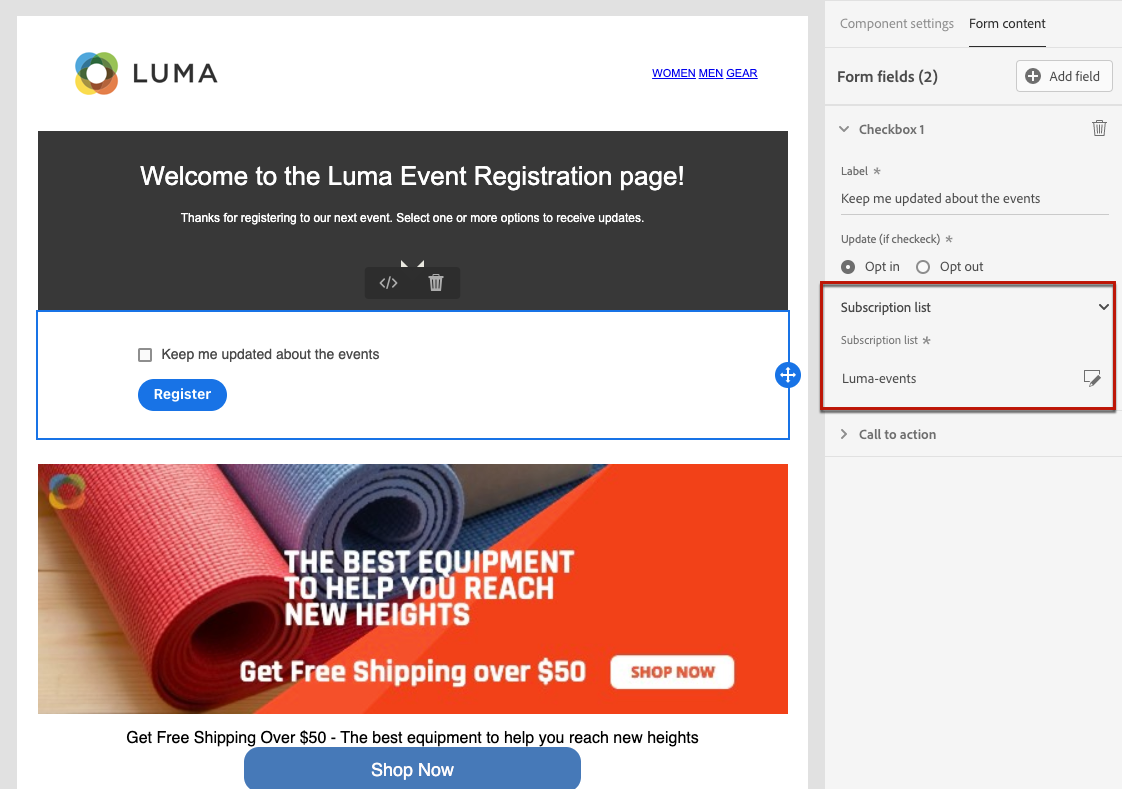 LUMA
WOMEN MEN GEAR
Welcome to the Luma Event Registration page!
Thanks for registering to our next event. Select one or more options to receive updates.
</>
Keep me updated about the events
Register
THE BEST EQUIPMENT
TO HELP YOU REACH
NEW HEIGHTS
Get Free Shipping over $50
SHOP NOW
Get Free Shipping Over $50 - The best equipment to help you reach new heights
Shop Now
Component settings Form content
Form fields (2) Add field
Checkbox 1
Label *
Keep me updated about the events
Update (if checkeck) *
Opt in Opt out
Subscription list
Subscription list *
Luma-events
Call to action